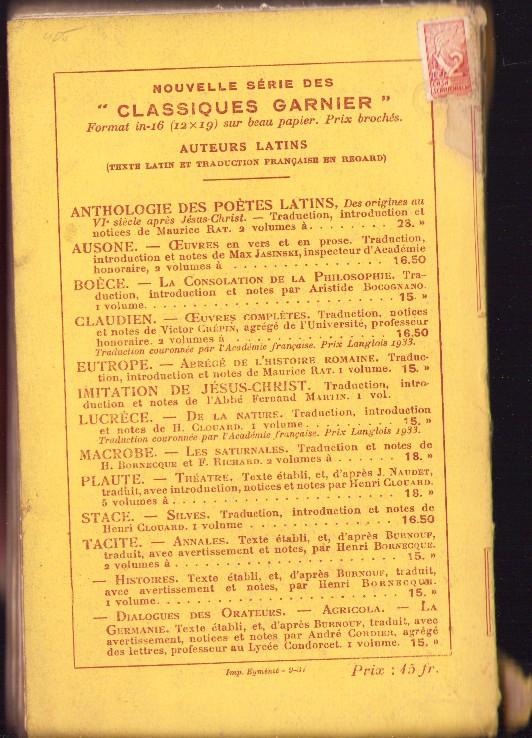 NOUVELLE SÉRIE DES
" CLASSIQUES GARNIER "
Format in-16 (12×19) sur beau papier. Prix brochés.
AUTEURS LATINS
(TEXTE LATIN ET TRADUCTION FRANÇAISE EN REGARD)
ANTHOLOGIE DES POÈTES LATINS, Des origines au
VIe siècle après Jésus-Christ. — Traduction, introduction et
notices de Maurice RAT. 2 volumes à . . . . . . . . 28. »
AUSONE. — ŒUVRES en vers et en prose. Traduction,
introduction et notes de MAX JASINSKI, inspecteur d'Académie
honoraire, 2 volumes à . . . . . . . . . . . . 16.50
BOÈCE. — LA CONSOLATION DE LA PHILOSOPHIE. Tra-
duction, introduction et notes par Aristide BOCOGNANO.
1 volume. . . . . . . . . . . . . . . . . 15 »
CLAUDIEN. — ŒUVRES COMPLÈTES. Traduction, notices
et notes de Victor CRÉPIN, agrégé de l'Université, professeur
honoraire. 2 volumes à . . . . . . . . . . . . 16.50
Traduction couronnée par l'Académie française. Prix Langlois 1933.
EUTROPE. — ABRÉGÉ DE L'HISTOIRE ROMAINE. Traduc-
tion, introduction et notes de Maurice RAT. 1 volume. 15. »
IMITATION DE JÉSUS-CHRIST. Traduction, intro-
duction et notes de l'Abbé Fernand MARTIN. 1 vol.
LUCRÈCE. — DE LA NATURE. Traduction, introduction
et notes de H. CLOUARD. 1 volume . . . . . . . . 15. »
Traduction couronnée par l'Académie française. Prix Langlois 1933.
MACROBE. — LES SATURNALES. Traduction et notes de
H. BORNECQUE et F. RICHARD. 2 volumes à . . . . . 18. »
PLAUTE. — THÉATRE. Texte établi, et, d'après J. NAUDET,
traduit, avec introduction, notices et notes par Henri CLOUARD.
5 volumes à . . . . . . . . . . . . . . . . 18. »
STACE. — SILVES. Traduction, introduction et notes de
Henri CLOUARD. 1 volume . . . . . . . . . . . 16.50
TACITE. — ANNALES. Texte établi, et, d'après BURNOUF,
traduit, avec avertissement et notes, par Henri BORNECQUE.
2 volumes à . . . . . . . . . . . . . . . . 15. »
— HISTOIRES. Texte établi, et, d'après BURNOUF, traduit,
avec avertissement et notes, par Henri BORNECQUE.
1 volume. . . . . . . . . . . . . . . . . 15. »
— DIALOGUES DES ORATEURS. — AGRICOLA. — LA
GERMANIE. Texte établi, et, d'après BURNOUF, traduit, avec
avertissement, notices et notes par André CORDIER, agrégé
des lettres, professeur au Lycée Condorcet. 1 volume. 15. »
Imp. Eyméoud - 9-37
Prix : 45 fr.
2